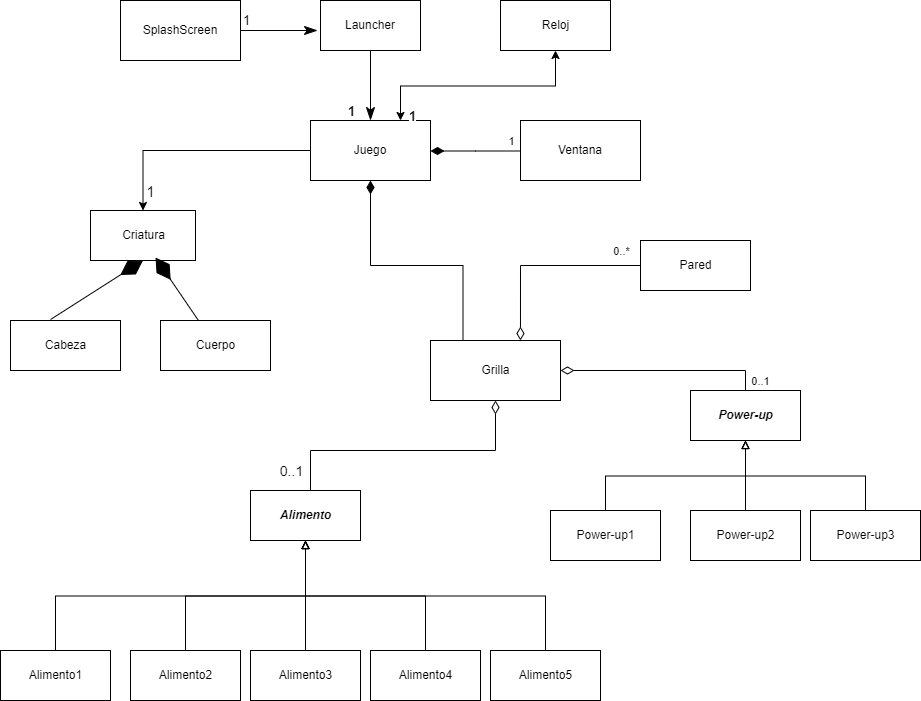 SplashScreen
1
Launcher
Reloj
1
1
Juego
1
Ventana
1
Criatura
0..*
Pared
Cabeza
Cuerpo
Grilla
0..1
Power-up
0..1
Alimento
Power-up1
Power-up2
Power-up3
Alimento1
Alimento2
Alimento3
Alimento4
Alimento5